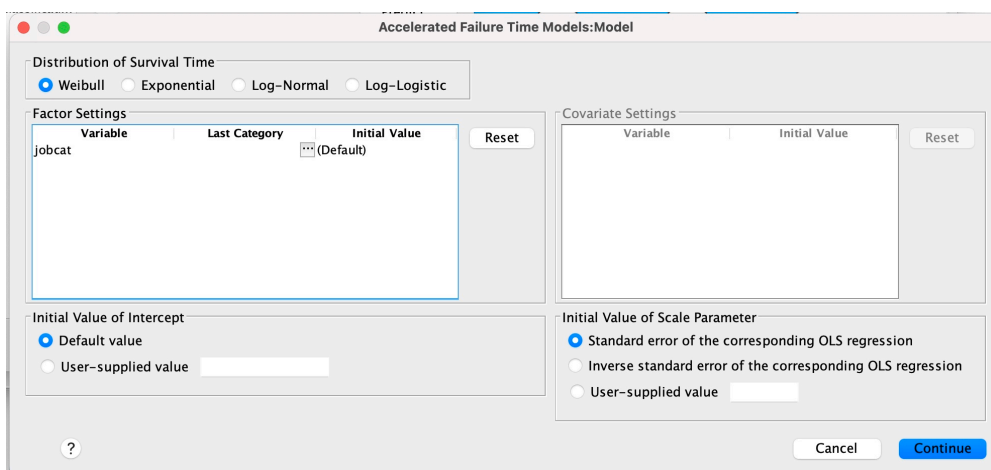 Accelerated Failure Time Models:Model
Distribution of Survival Time
Weibull Exponential Log-Normal Log-Logistic
Factor Settings
Variable Last Category Initial Value
jobcat ... (Default)
Reset
Covariate Settings
Variable Initial Value
Reset
Initial Value of Intercept
Default value
User-supplied value
Initial Value of Scale Parameter
Standard error of the corresponding OLS regression
Inverse standard error of the corresponding OLS regression
User-supplied value
?
Cancel Continue